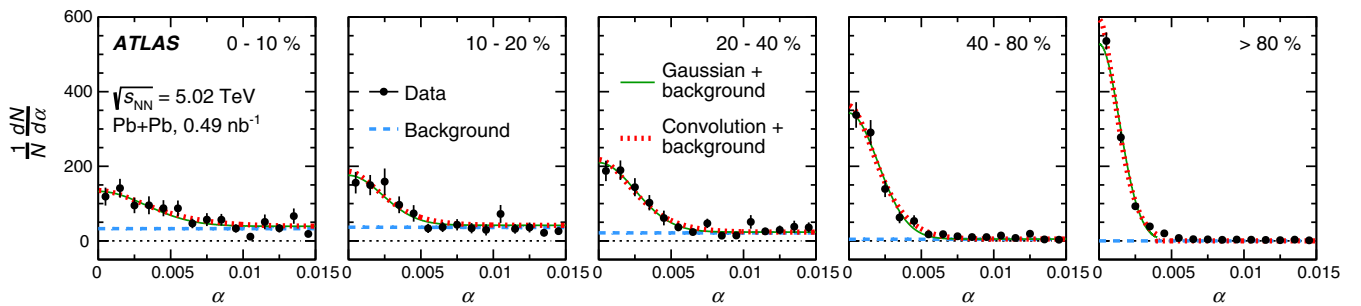 600
400
200
0
1/N dN/dα
ATLAS 0 - 10 %
√s_NN = 5.02 TeV
Pb+Pb, 0.49 nb⁻¹
0 0.005 0.01 0.015
α
10 - 20 %
Data
Background
0 0.005 0.01 0.015
α
20 - 40 %
Gaussian +
background
Convolution +
background
0 0.005 0.01 0.015
α
40 - 80 %
0 0.005 0.01 0.015
α
> 80 %
0 0.005 0.01 0.015
α